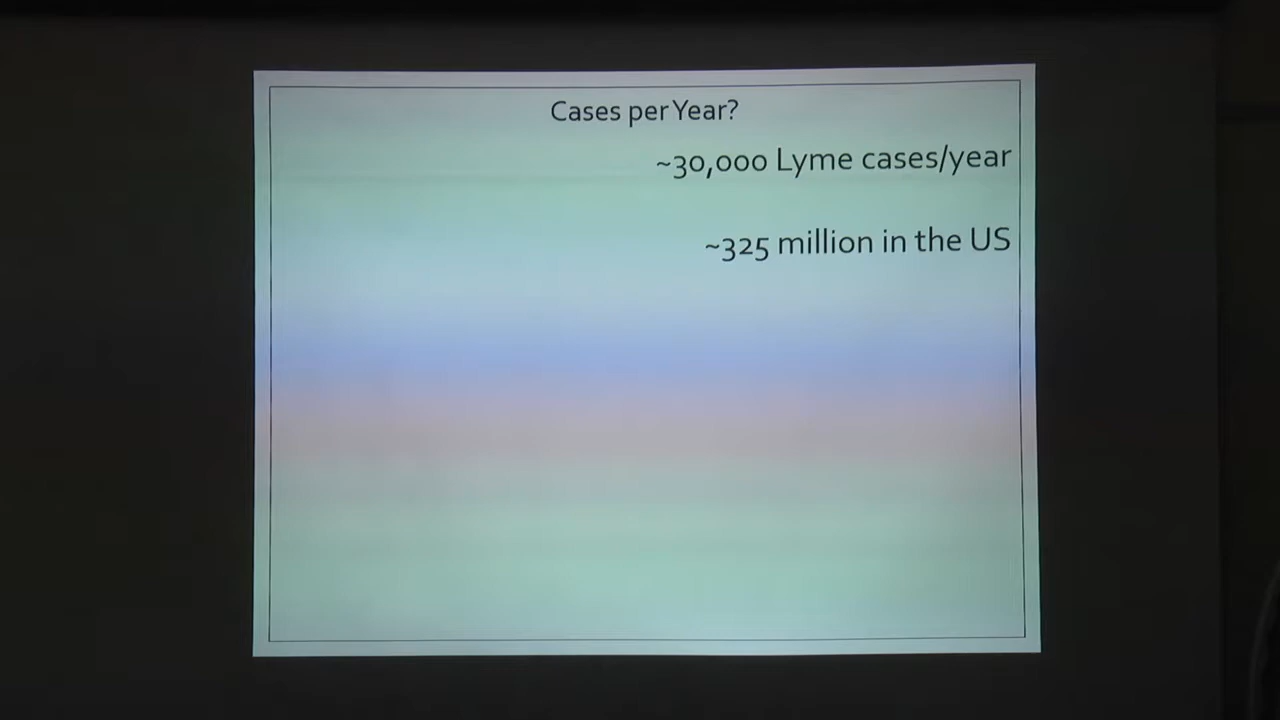 Cases per Year?
~30,000 Lyme cases/year
~325 million in the US